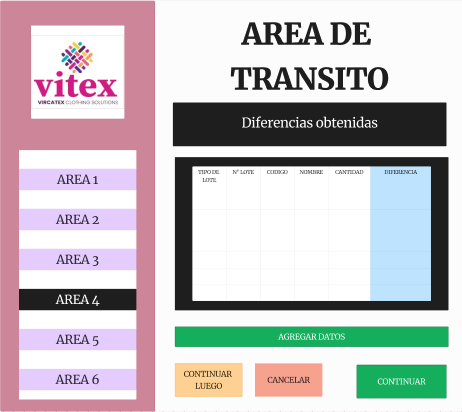 vitex
VIRCATEX CLOTHING SOLUTIONS
AREA 1
AREA 2
AREA 3
AREA 4
AREA 5
AREA 6
AREA DE
TRANSITO
Diferencias obtenidas
TIPO DE
LOTE
N° LOTE
CODIGO
NOMBRE
CANTIDAD
DIFERENCIA
AGREGAR DATOS
CONTINUAR
LUEGO
CANCELAR
CONTINUAR